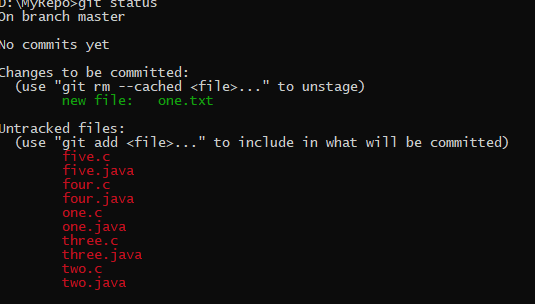 D:\MyRepo>git status
On branch master
No commits yet
Changes to be committed:
(use "git rm --cached <file>..." to unstage)
new file: one.txt
Untracked files:
(use "git add <file>..." to include in what will be committed)
five.c
five.java
four.c
four.java
one.c
one.java
three.c
three.java
two.c
two.java